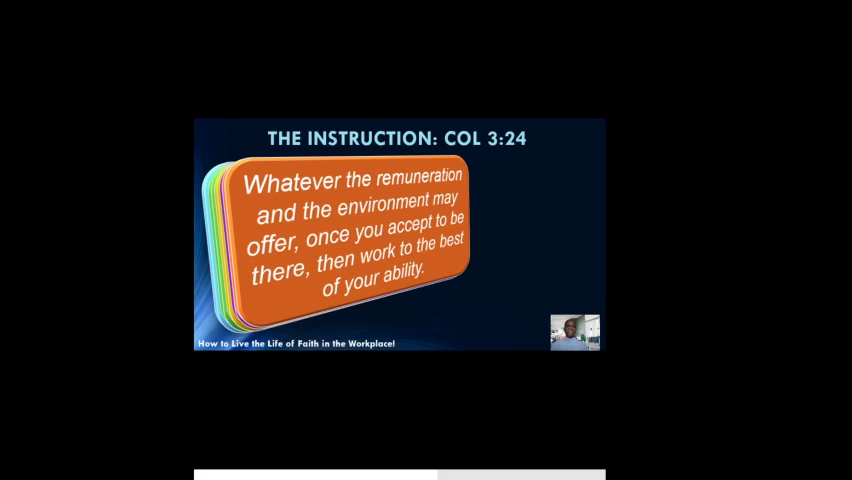 THE INSTRUCTION: COL 3:24
Whatever the remuneration
and the environment may
offer, once you accept to be
there, then work to the best
of your ability.
How to Live the Life of Faith in the Workplace!